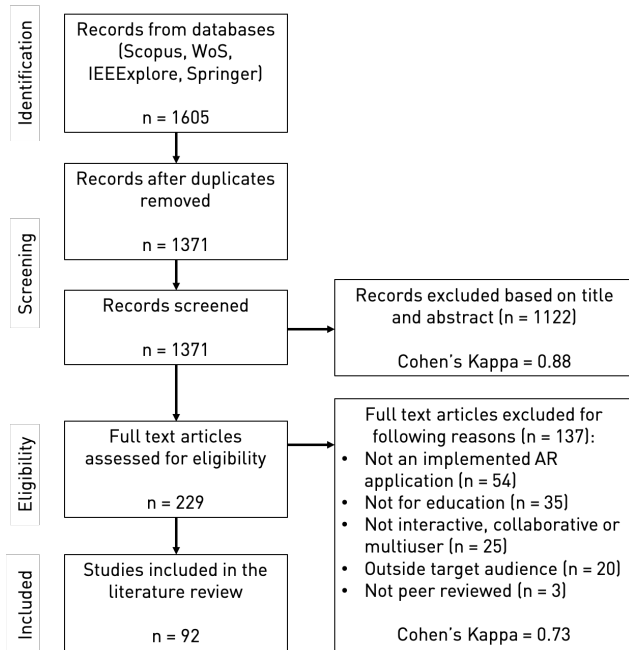 Identification
Records from databases
(Scopus, WoS,
IEEExplore, Springer)
n = 1605
Records after duplicates
removed
n = 1371
Screening
Records screened
n = 1371
Records excluded based on title
and abstract (n = 1122)
Cohen's Kappa = 0.88
Eligibility
Full text articles
assessed for eligibility
n = 229
Full text articles excluded for
following reasons (n = 137):
• Not an implemented AR
application (n = 54)
• Not for education (n = 35)
• Not interactive, collaborative or
multiuser (n = 25)
• Outside target audience (n = 20)
• Not peer reviewed (n = 3)
Cohen's Kappa = 0.73
Included
Studies included in the
literature review
n = 92